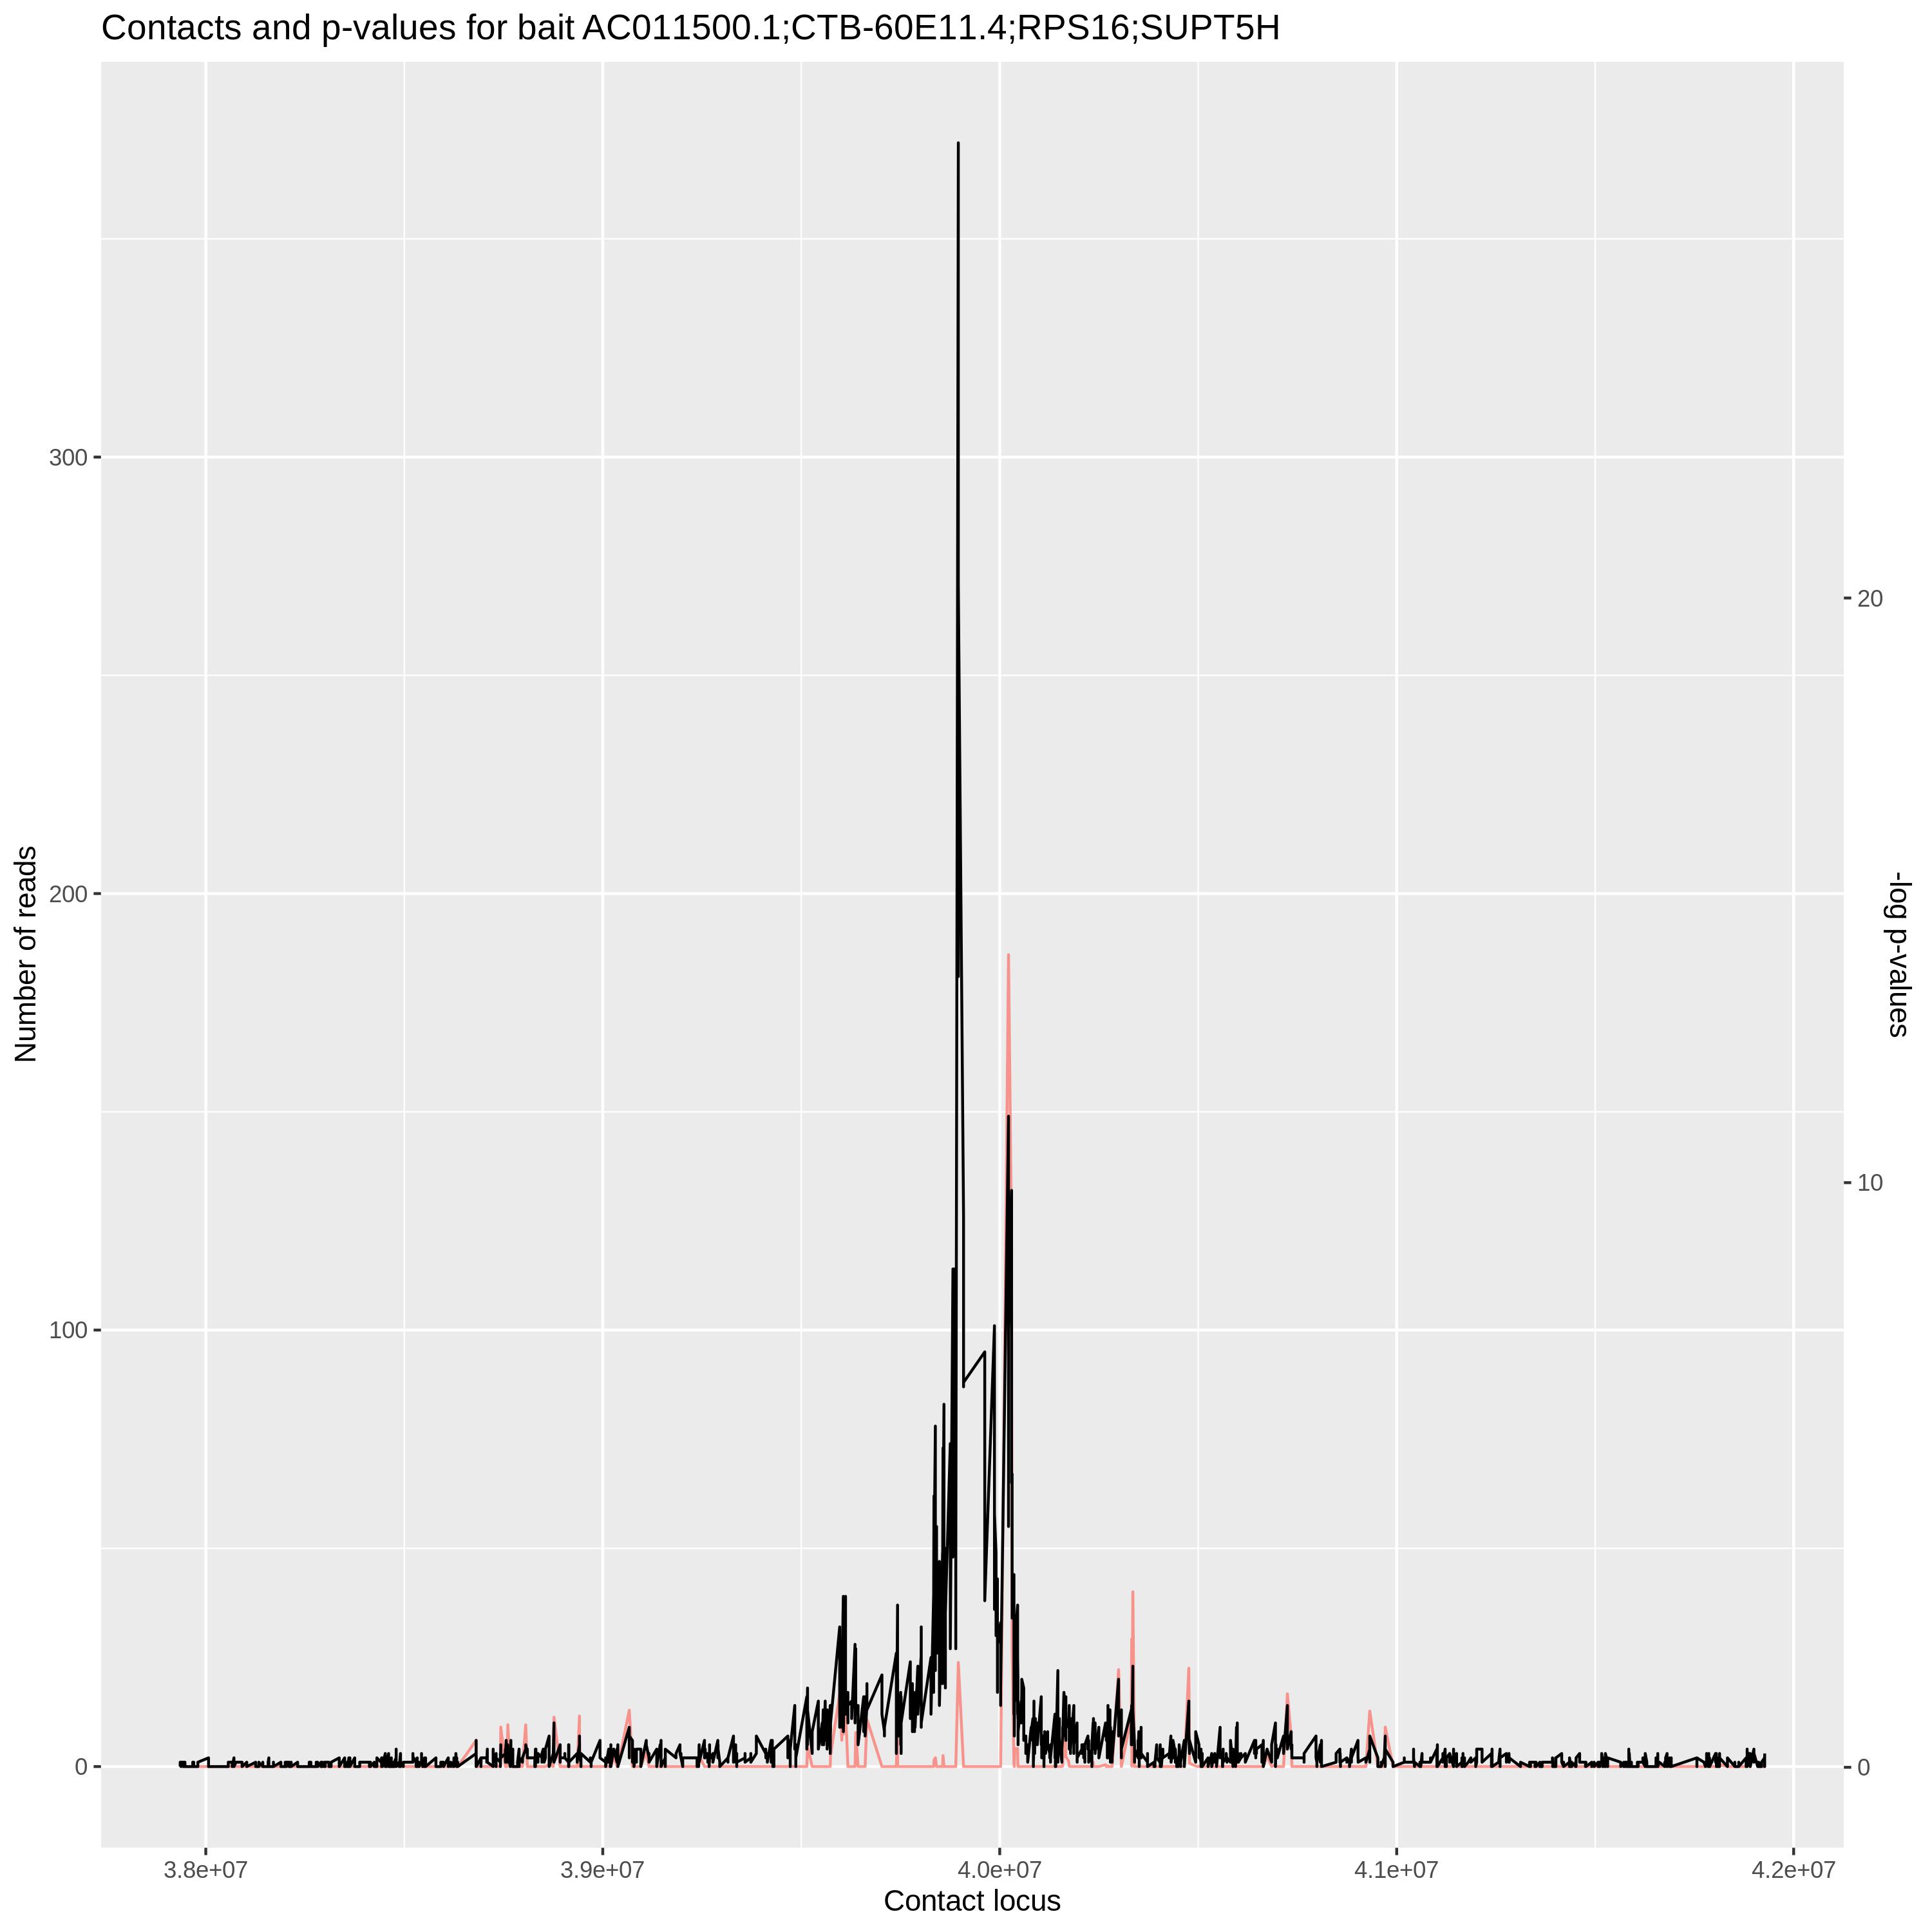 Contacts and p-values for bait AC011500.1;CTB-60E11.4;RPS16;SUPT5H
Number of reads
300
200
100
0
20
10
0
-log p-values
3.8e+07
3.9e+07
4.0e+07
4.1e+07
4.2e+07
Contact locus